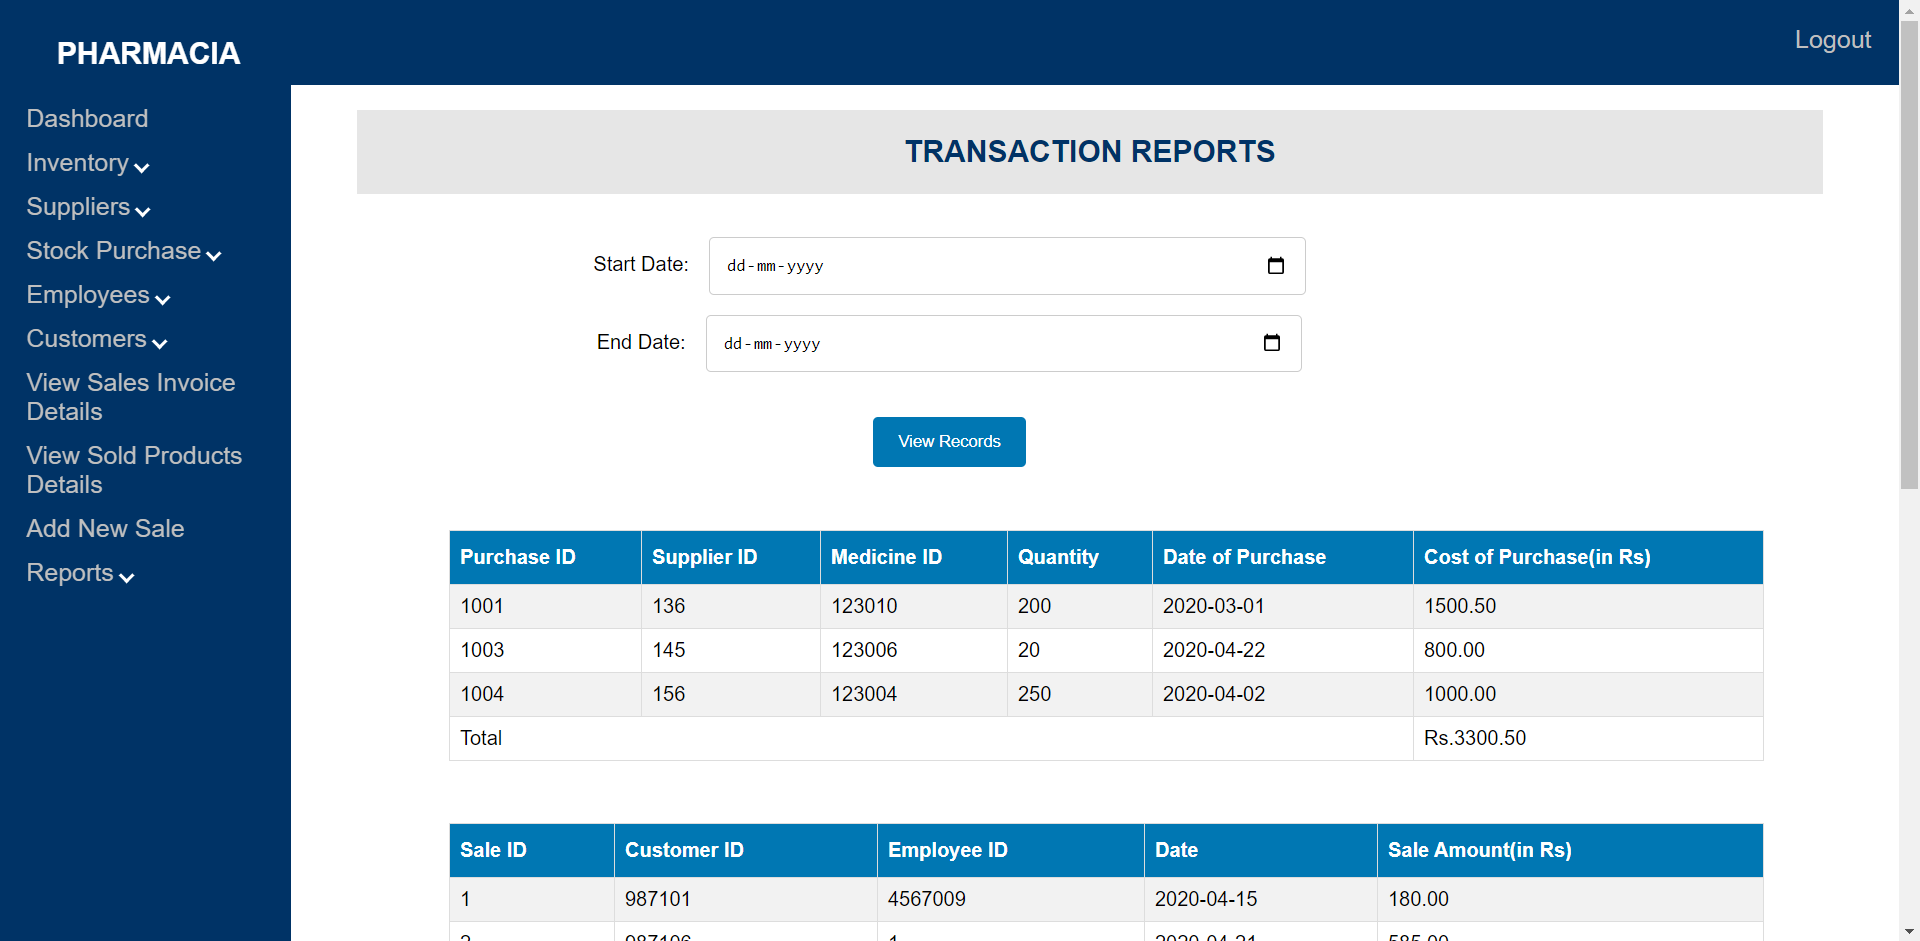 PHARMACIA
Logout
Dashboard
Inventory
Suppliers
Stock Purchase
Employees
Customers
View Sales Invoice
Details
View Sold Products
Details
Add New Sale
Reports
TRANSACTION REPORTS
Start Date: dd-mm-yyyy
End Date: dd-mm-yyyy
View Records
Purchase ID Supplier ID Medicine ID Quantity Date of Purchase Cost of Purchase(in Rs)
1001 136 123010 200 2020-03-01 1500.50
1003 145 123006 20 2020-04-22 800.00
1004 156 123004 250 2020-04-02 1000.00
Total Rs.3300.50
Sale ID Customer ID Employee ID Date Sale Amount(in Rs)
1 987101 4567009 2020-04-15 180.00